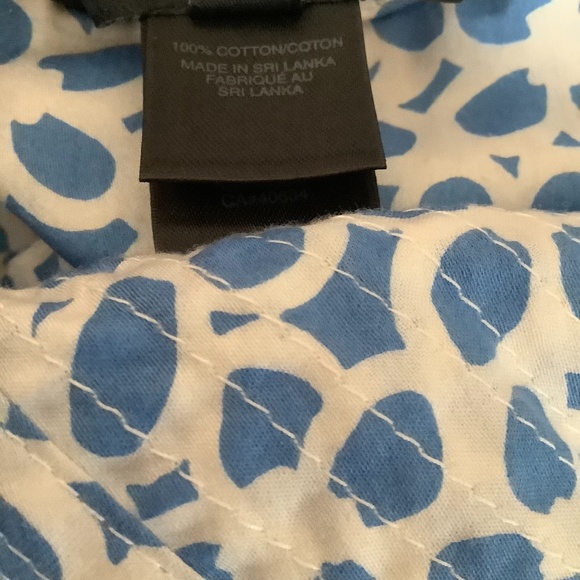 100% COTTON/COTON
MADE IN SRI LANKA
FABRIQUÉ AU
SRI LANKA